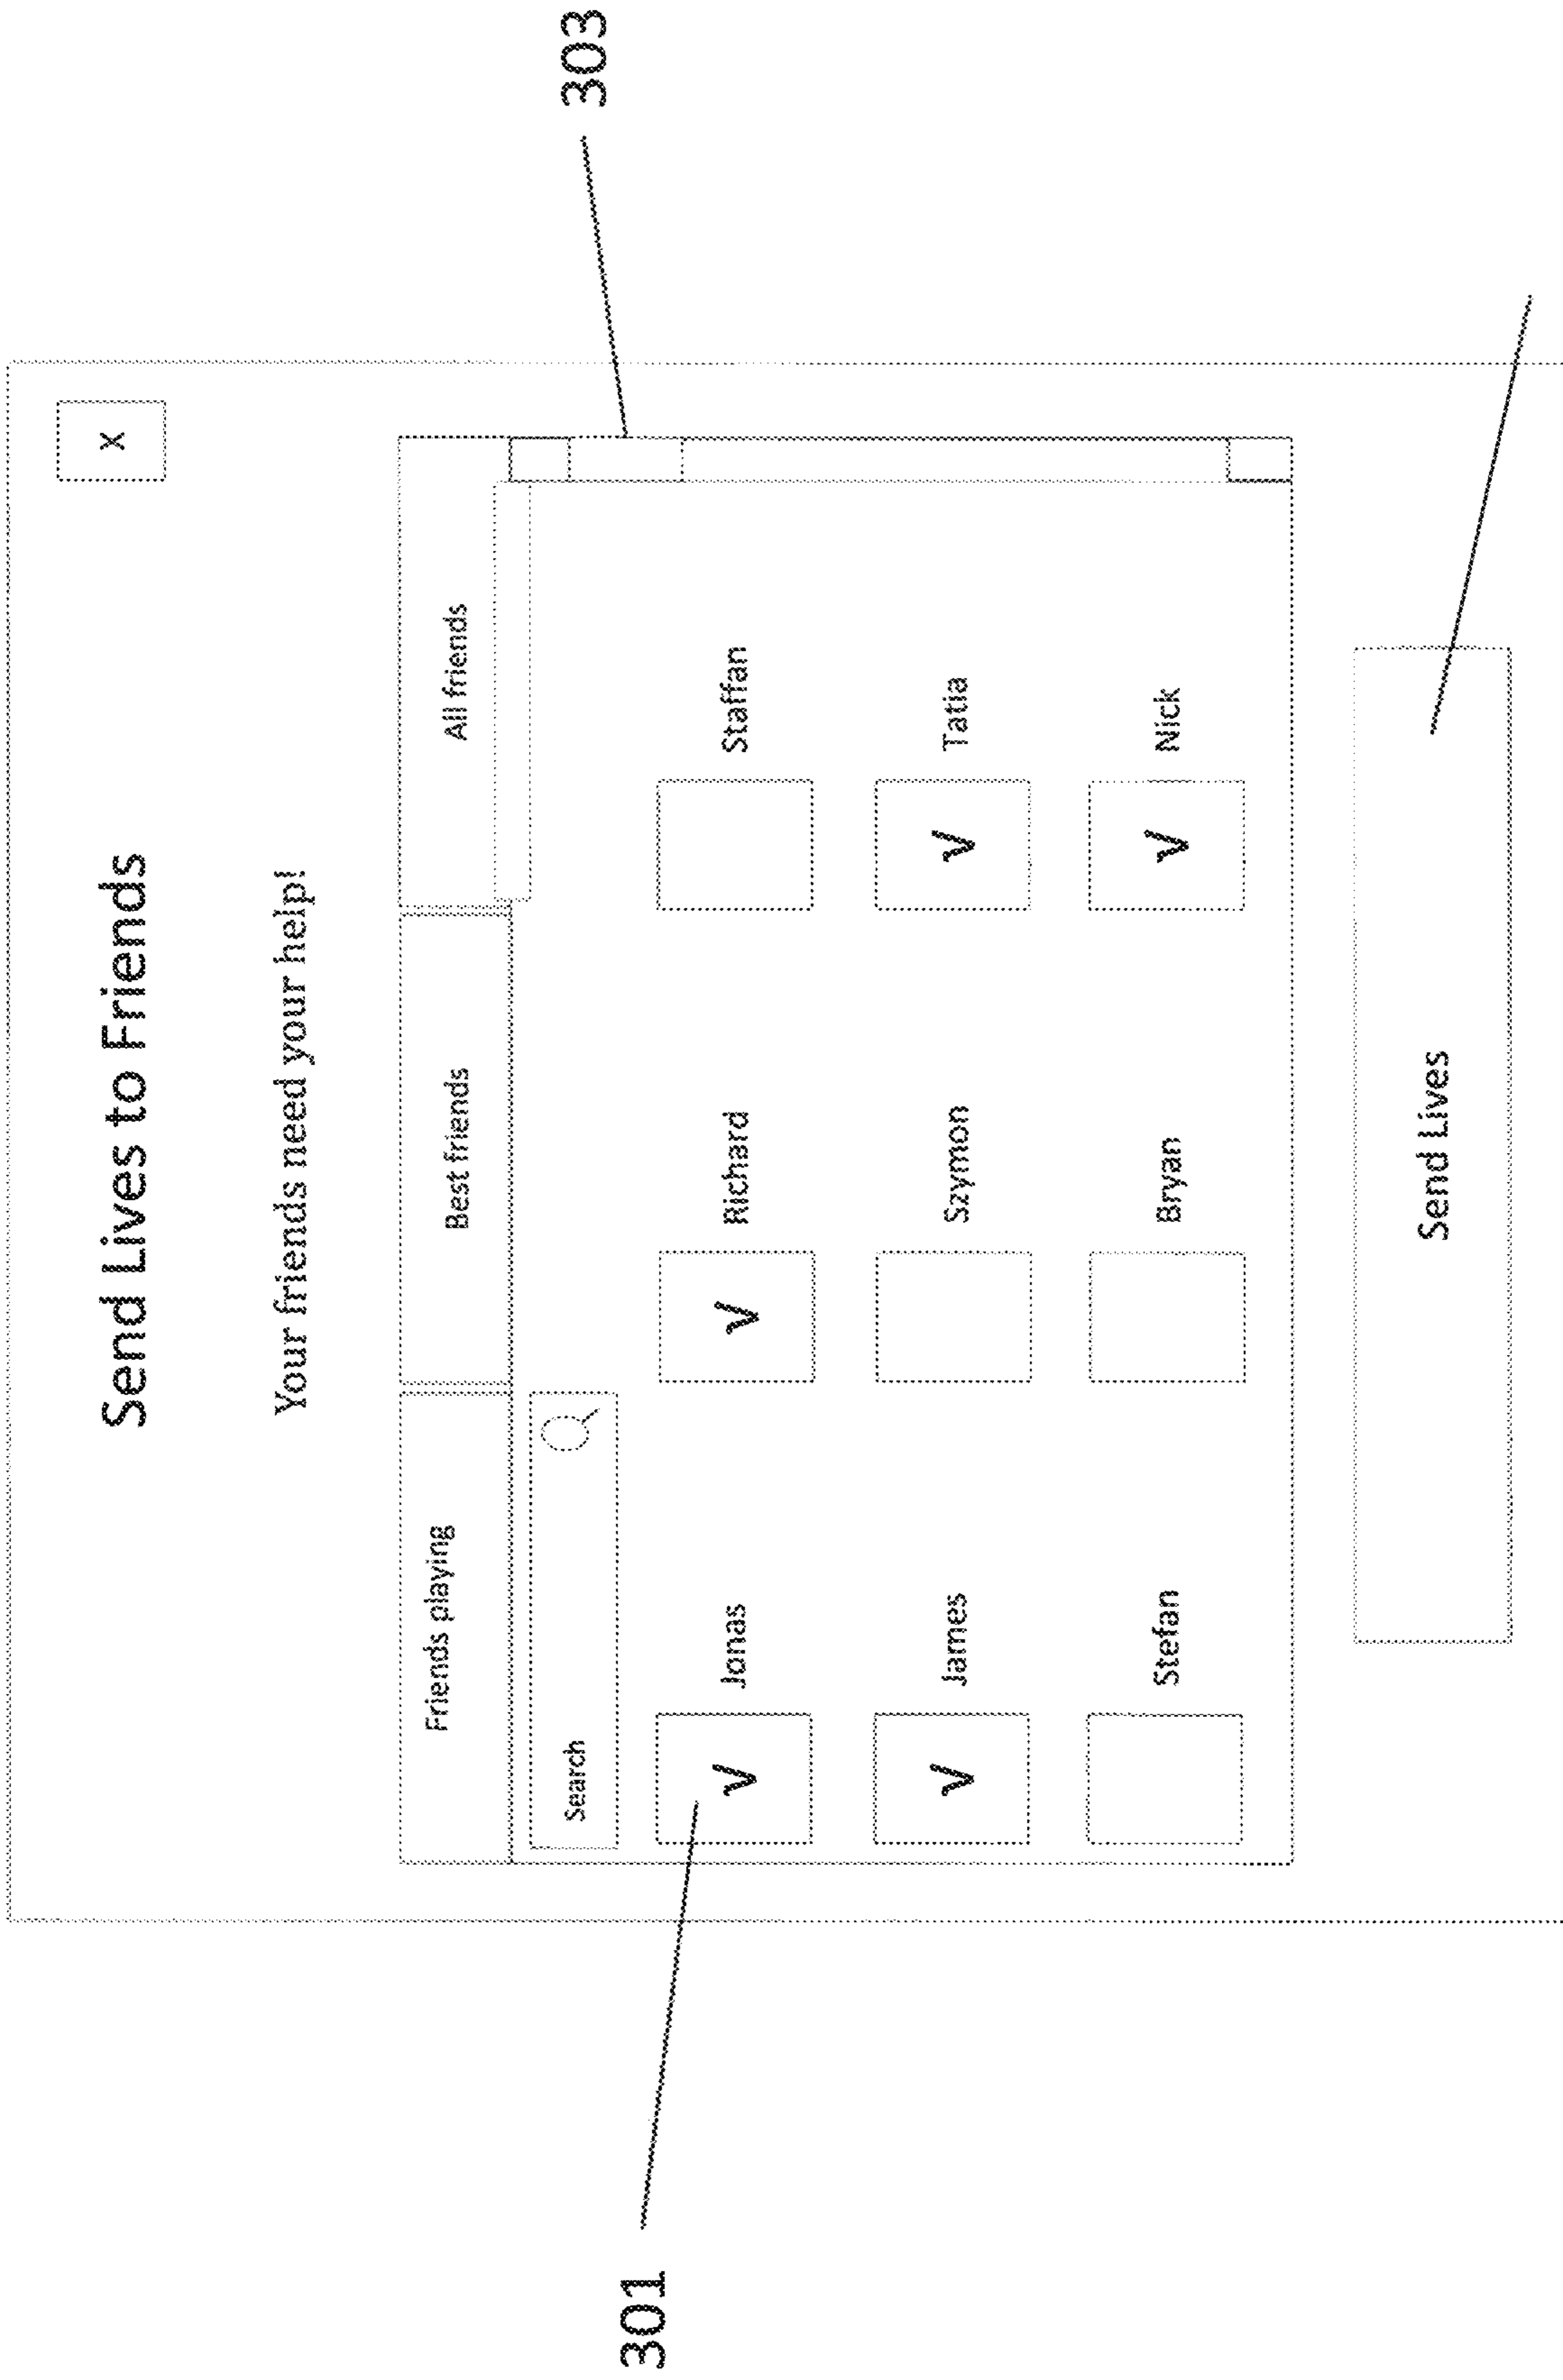 Send Lives to Friends
X
Your friends need your help!
Friends playing Best friends All friends
303
Search
301
√ Jonas √ Richard Staffan
√ James Szymon √ Tatia
Stefan Bryan √ Nick
Send Lives